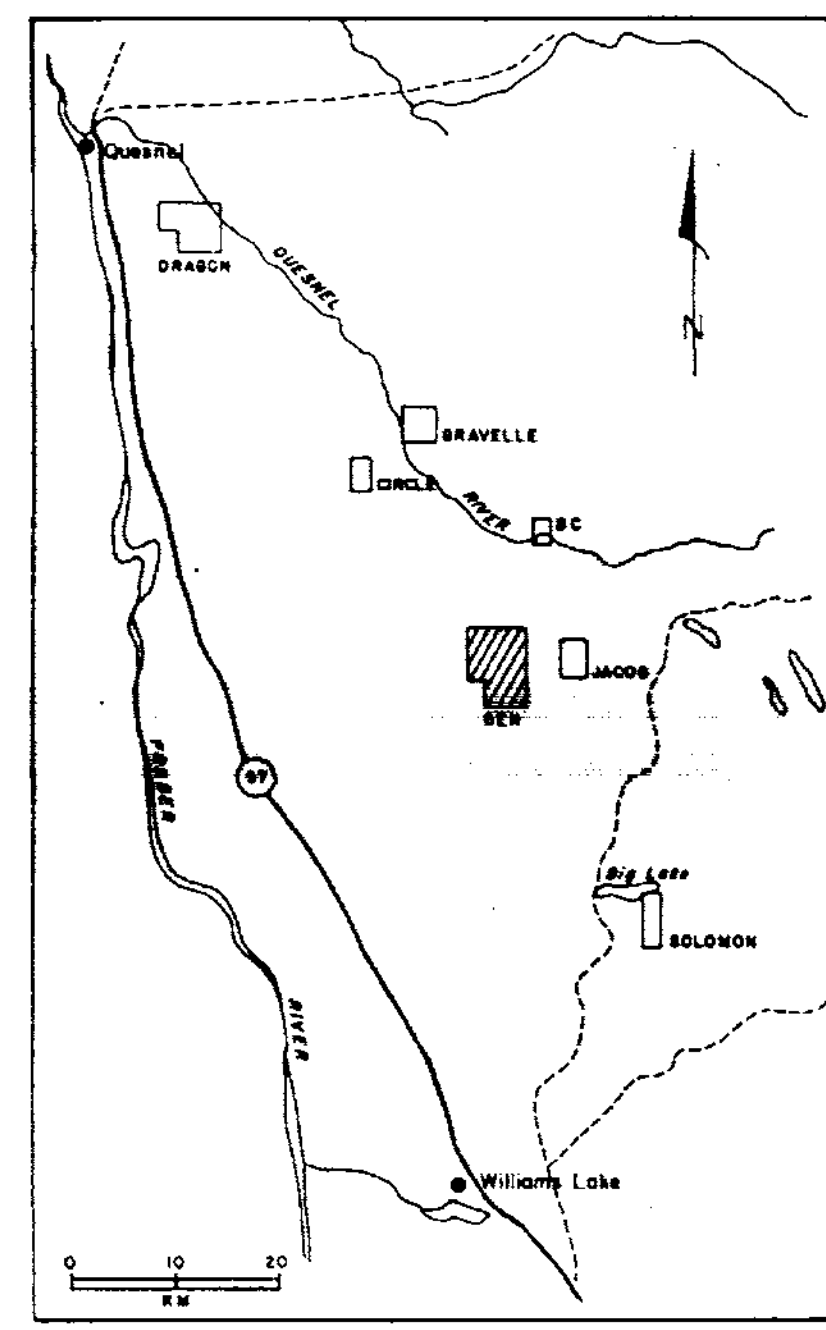 Quesnel
DRAGON
QUESNEL
GRAVELLE
CIRCLE
RIVER
BC
N
JACOB
BEN
FRASER
97
Big Lake
SOLOMON
RIVER
Williams Lake
0 10 20
KM